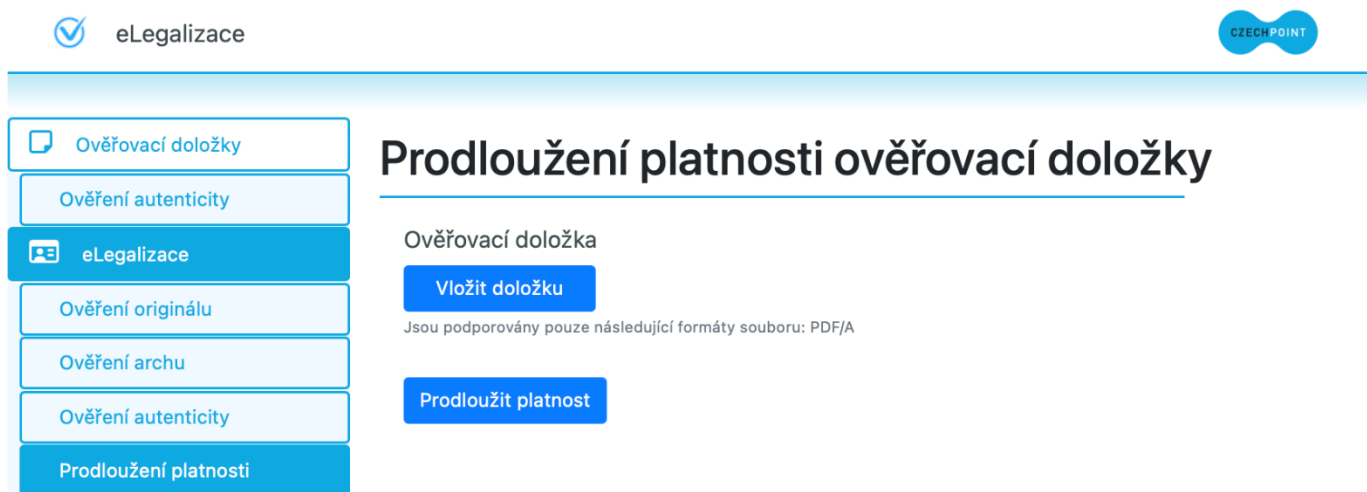 eLegalizace
CZECHPOINT
Ověřovací doložky
Ověření autenticity
eLegalizace
Ověření originálu
Ověření archu
Ověření autenticity
Prodloužení platnosti
Prodloužení platnosti ověřovací doložky
Ověřovací doložka
Vložit doložku
Jsou podporovány pouze následující formáty souboru: PDF/A
Prodloužit platnost